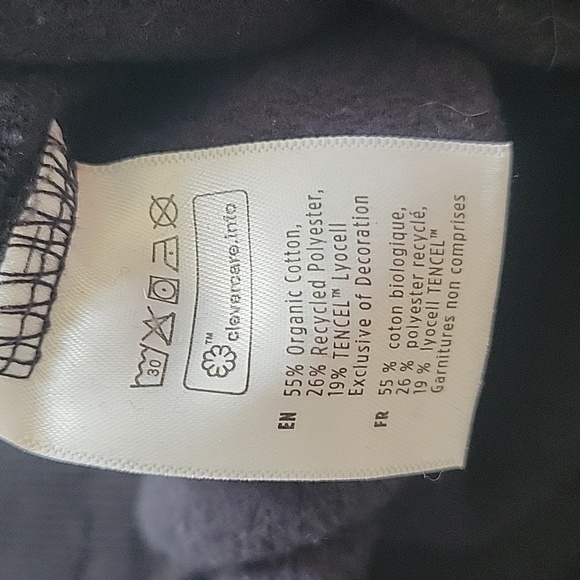 30
™
clevercare.info
EN 55% Organic Cotton,
26% Recycled Polyester,
19% TENCEL™ Lyocell
Exclusive of Decoration
FR 55 % coton biologique,
26 % polyester recyclé,
19 % lyocell TENCEL™
Garnitures non comprises